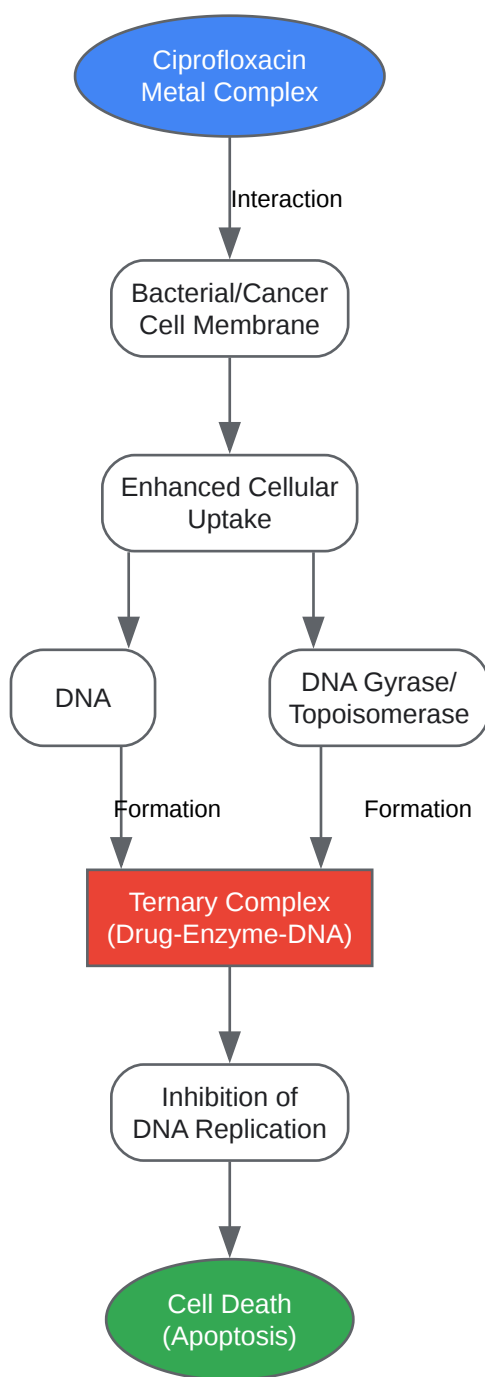 Ciprofloxacin
Metal Complex
Interaction
Bacterial/Cancer
Cell Membrane
Enhanced Cellular
Uptake
DNA
DNA Gyrase/
Topoisomerase
Formation
Formation
Ternary Complex
(Drug-Enzyme-DNA)
Inhibition of
DNA Replication
Cell Death
(Apoptosis)